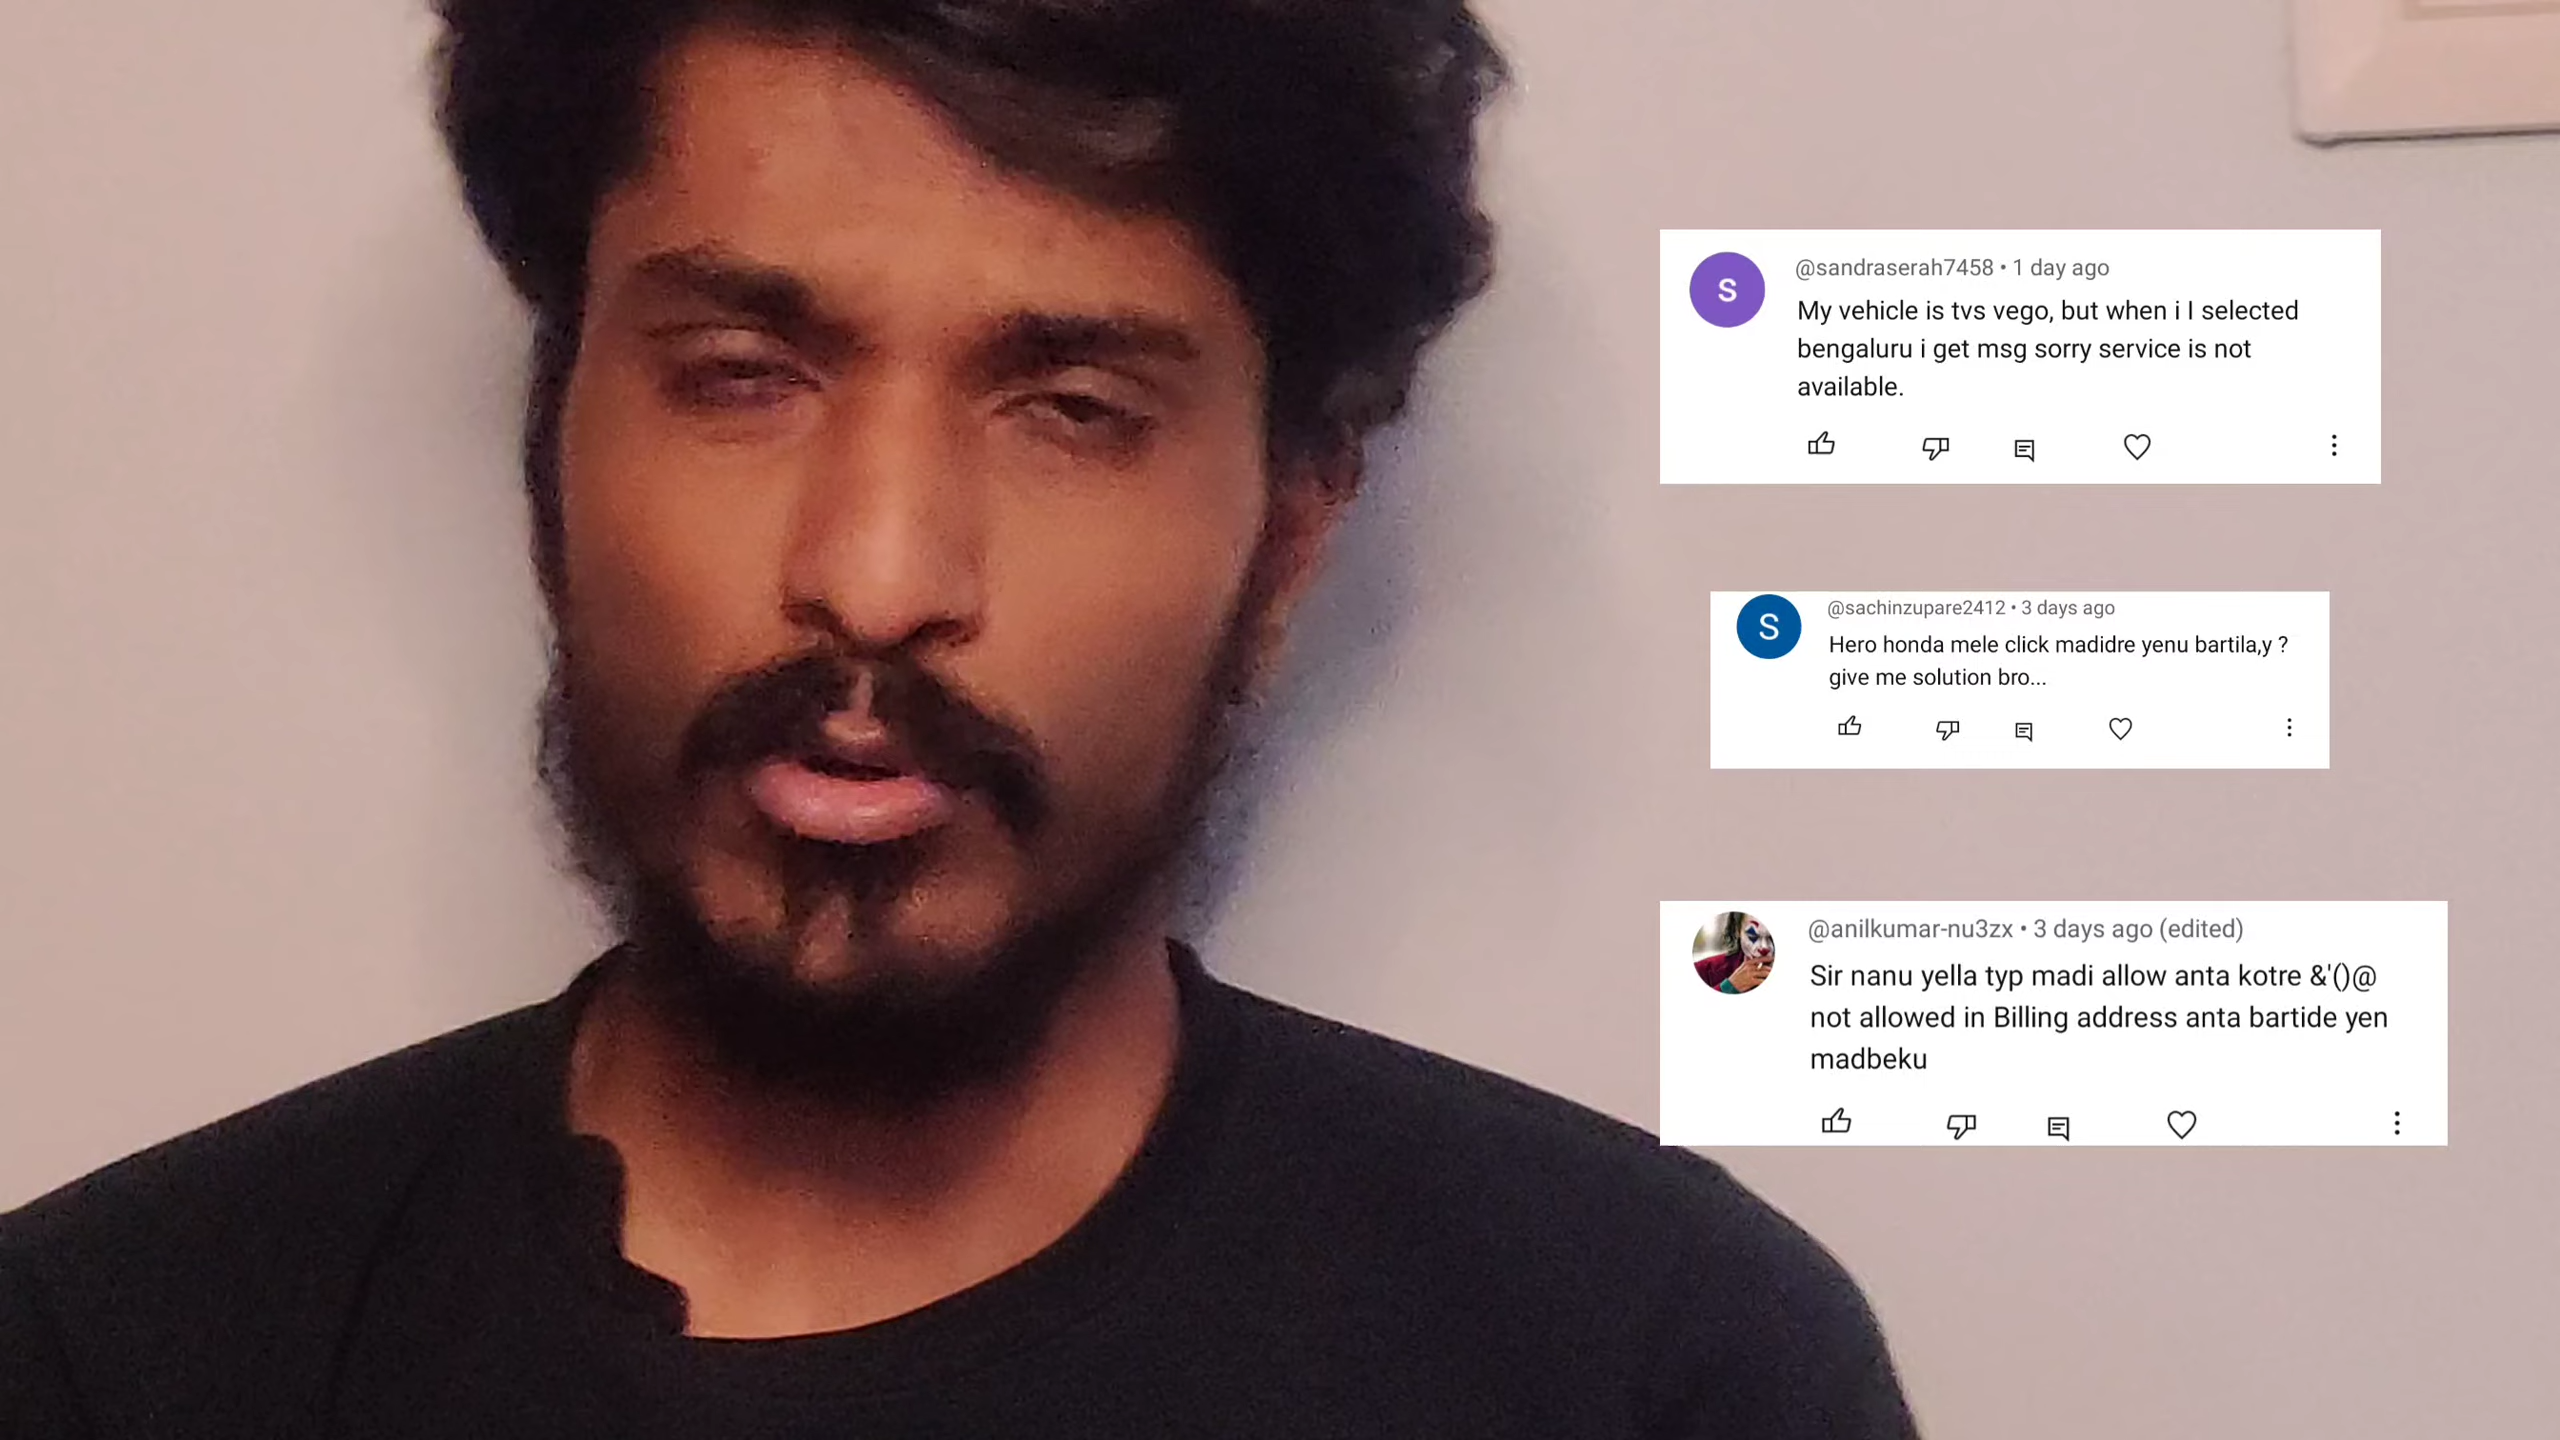 @sandraserah7458 • 1 day ago
S
My vehicle is tvs vego, but when i I selected
bengaluru i get msg sorry service is not
available.
@sachinzupare2412 • 3 days ago
S
Hero honda mele click madidre yenu bartila,y ?
give me solution bro...
@anilkumar-nu3zx • 3 days ago (edited)
Sir nanu yella typ madi allow anta kotre &'()@
not allowed in Billing address anta bartide yen
madbeku